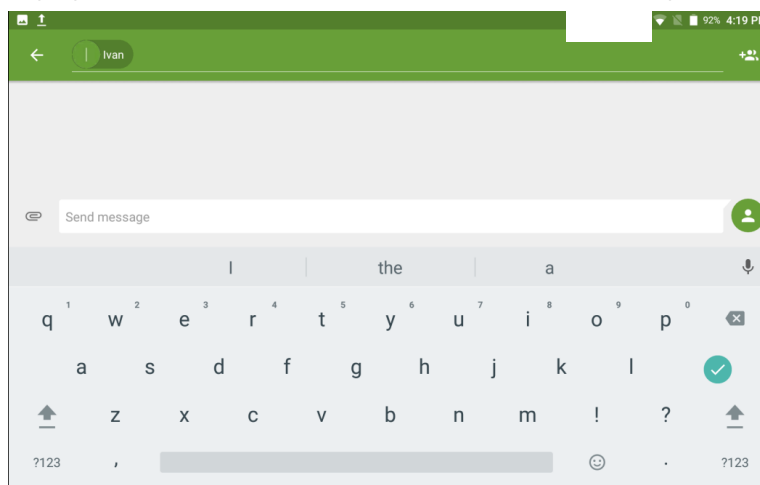 92% 4:19 P
Ivan
Send message
I the a
1 2 3 4 5 6 7 8 9 0
q w e r t y u i o p
a s d f g h j k l
z x c v b n m ! ?
?123 , . ?123